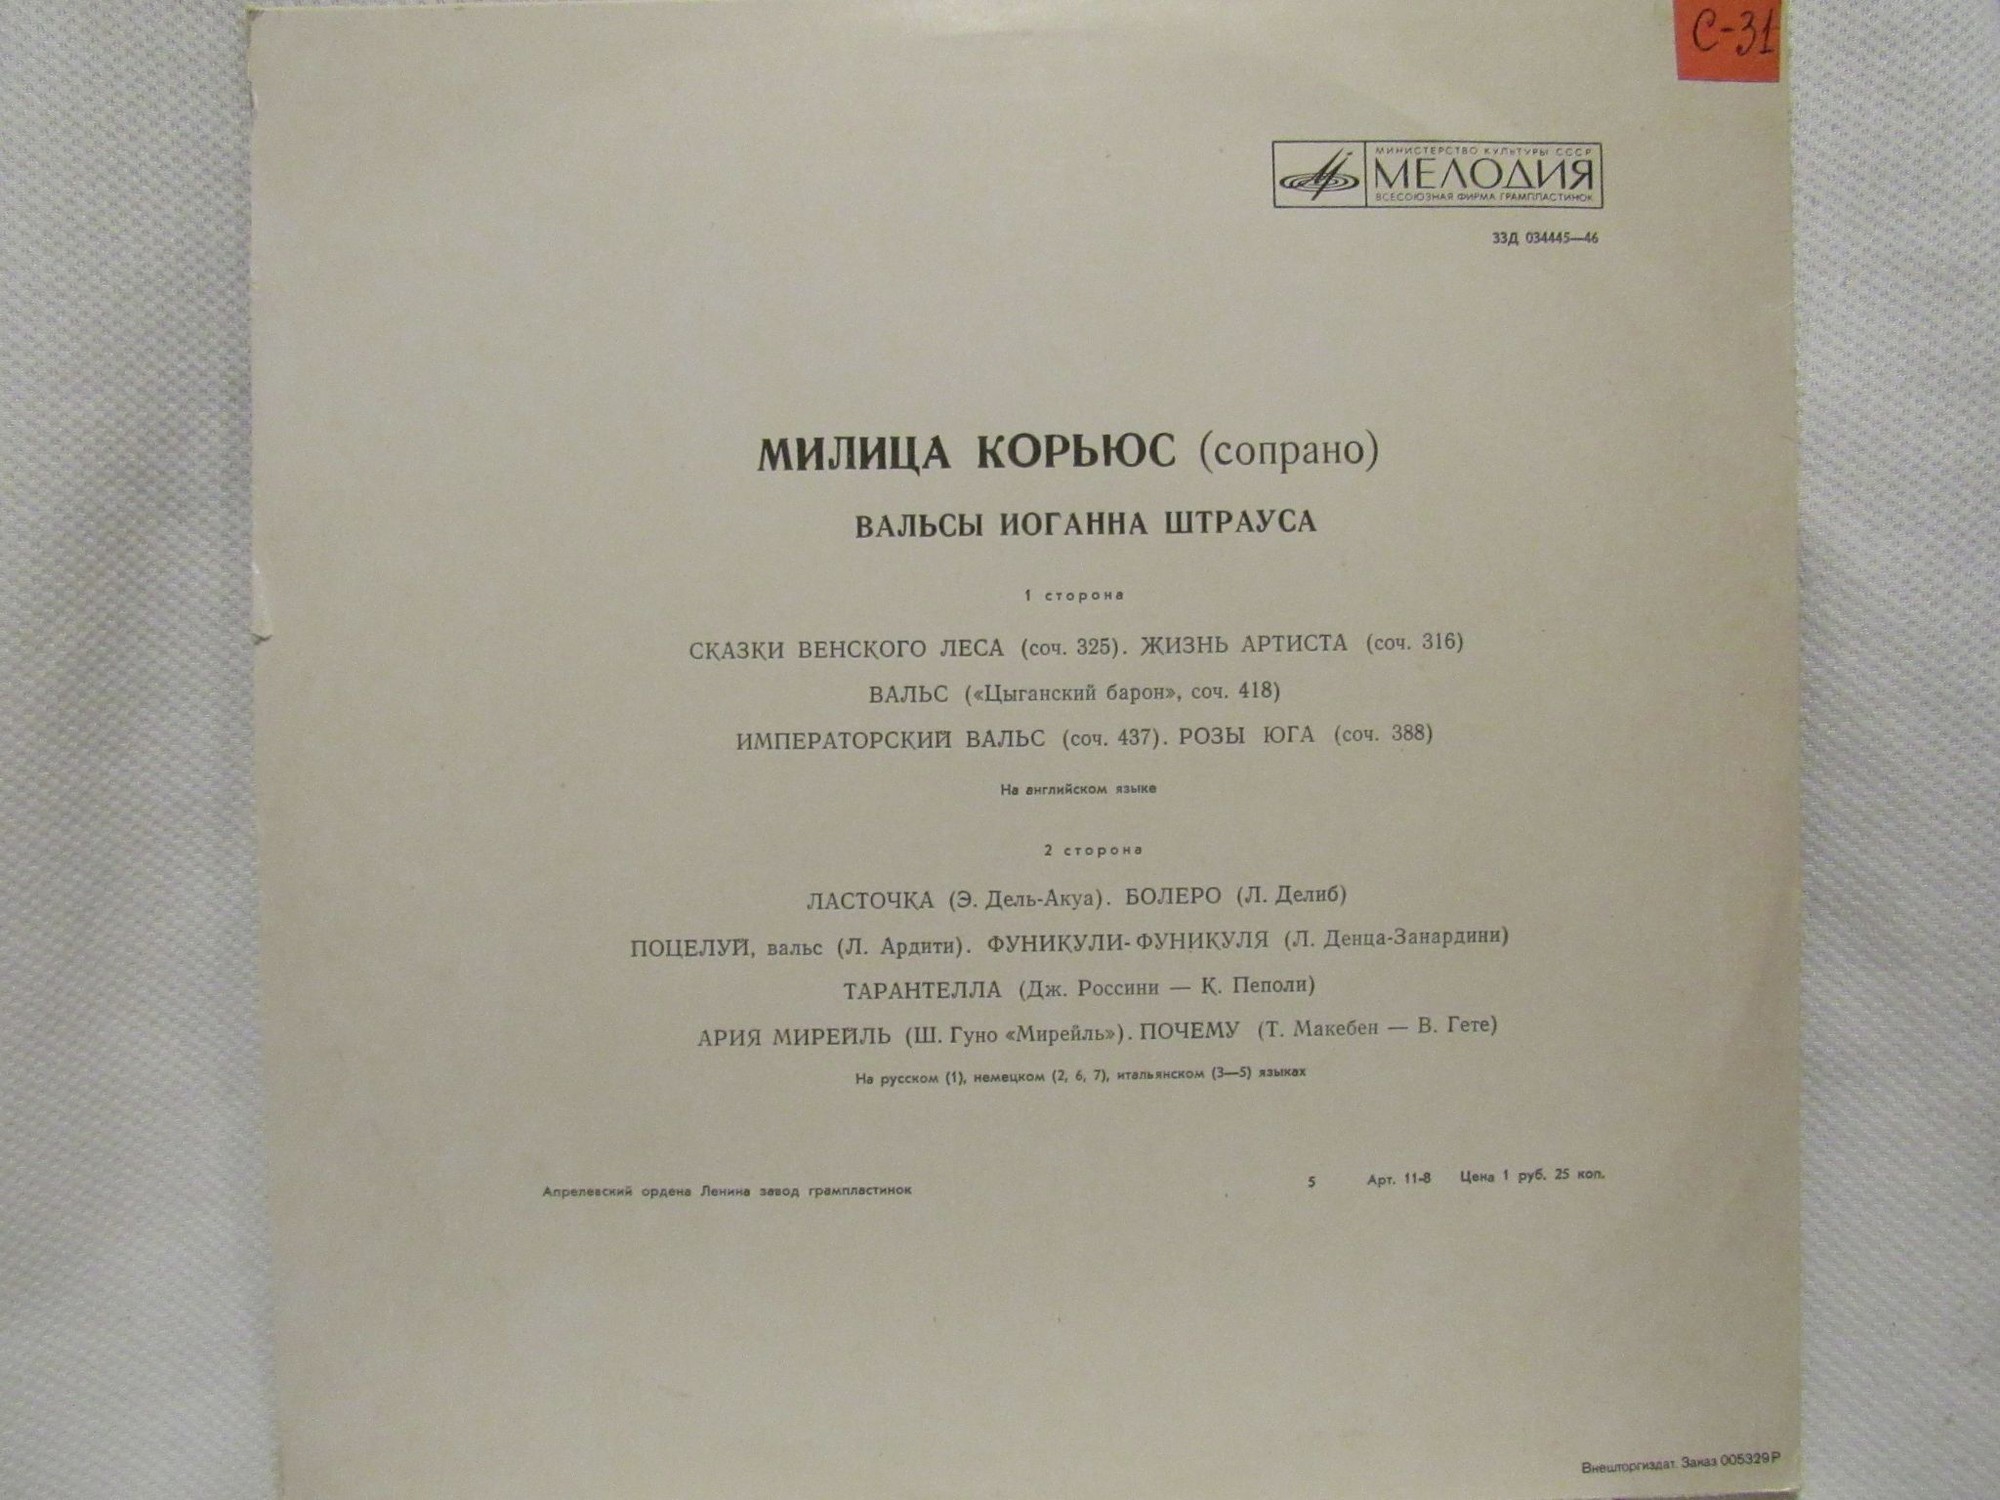 С-31
МИНИСТЕРСТВО КУЛЬТУРЫ СССР
МЕЛОДИЯ
ВСЕСОЮЗНАЯ ФИРМА ГРАМПЛАСТИНОК
33Д 034445—46
МИЛИЦА КОРЬЮС (сопрано)
ВАЛЬСЫ ИОГАННА ШТРАУСА
1 сторона
СКАЗКИ ВЕНСКОГО ЛЕСА (соч. 325). ЖИЗНЬ АРТИСТА (соч. 316)
ВАЛЬС («Цыганский барон», соч. 418)
ИМПЕРАТОРСКИЙ ВАЛЬС (соч. 437). РОЗЫ ЮГА (соч. 388)
На английском языке
2 сторона
ЛАСТОЧКА (Э. Дель-Акуа). БОЛЕРО (Л. Делиб)
ПОЦЕЛУЙ, вальс (Л. Ардити). ФУНИКУЛИ-ФУНИКУЛЯ (Л. Денца-Занардини)
ТАРАНТЕЛЛА (Дж. Россини — К. Пеполи)
АРИЯ МИРЕЙЛЬ (Ш. Гуно «Мирейль»). ПОЧЕМУ (Т. Макебен — В. Гете)
На русском (1), немецком (2, 6, 7), итальянском (3—5) языках
Апрелевский ордена Ленина завод грампластинок 5 Арт. 11-8 Цена 1 руб. 25 коп.
Внешторгиздат. Заказ 005329Р